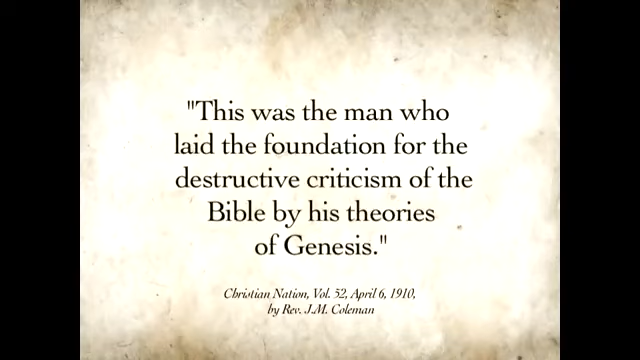 "This was the man who
laid the foundation for the
destructive criticism of the
Bible by his theories
of Genesis."
Christian Nation, Vol. 52, April 6, 1910,
by Rev. J.M. Coleman